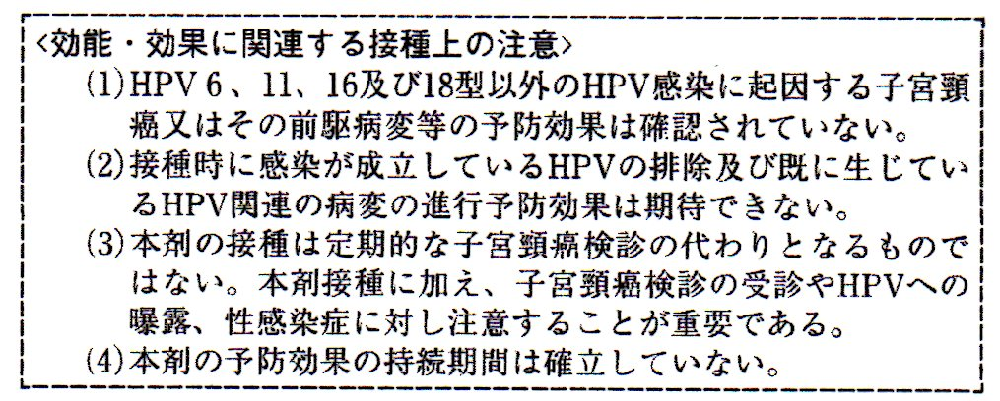 <効能・効果に関連する接種上の注意>
(1)HPV 6、11、16及び18型以外のHPV感染に起因する子宮頸
癌又はその前駆病変等の予防効果は確認されていない。
(2)接種時に感染が成立しているHPVの排除及び既に生じてい
るHPV関連の病変の進行予防効果は期待できない。
(3)本剤の接種は定期的な子宮頸癌検診の代わりとなるもので
はない。本剤接種に加え、子宮頸癌検診の受診やHPVへの
曝露、性感染症に対し注意することが重要である。
(4)本剤の予防効果の持続期間は確立していない。